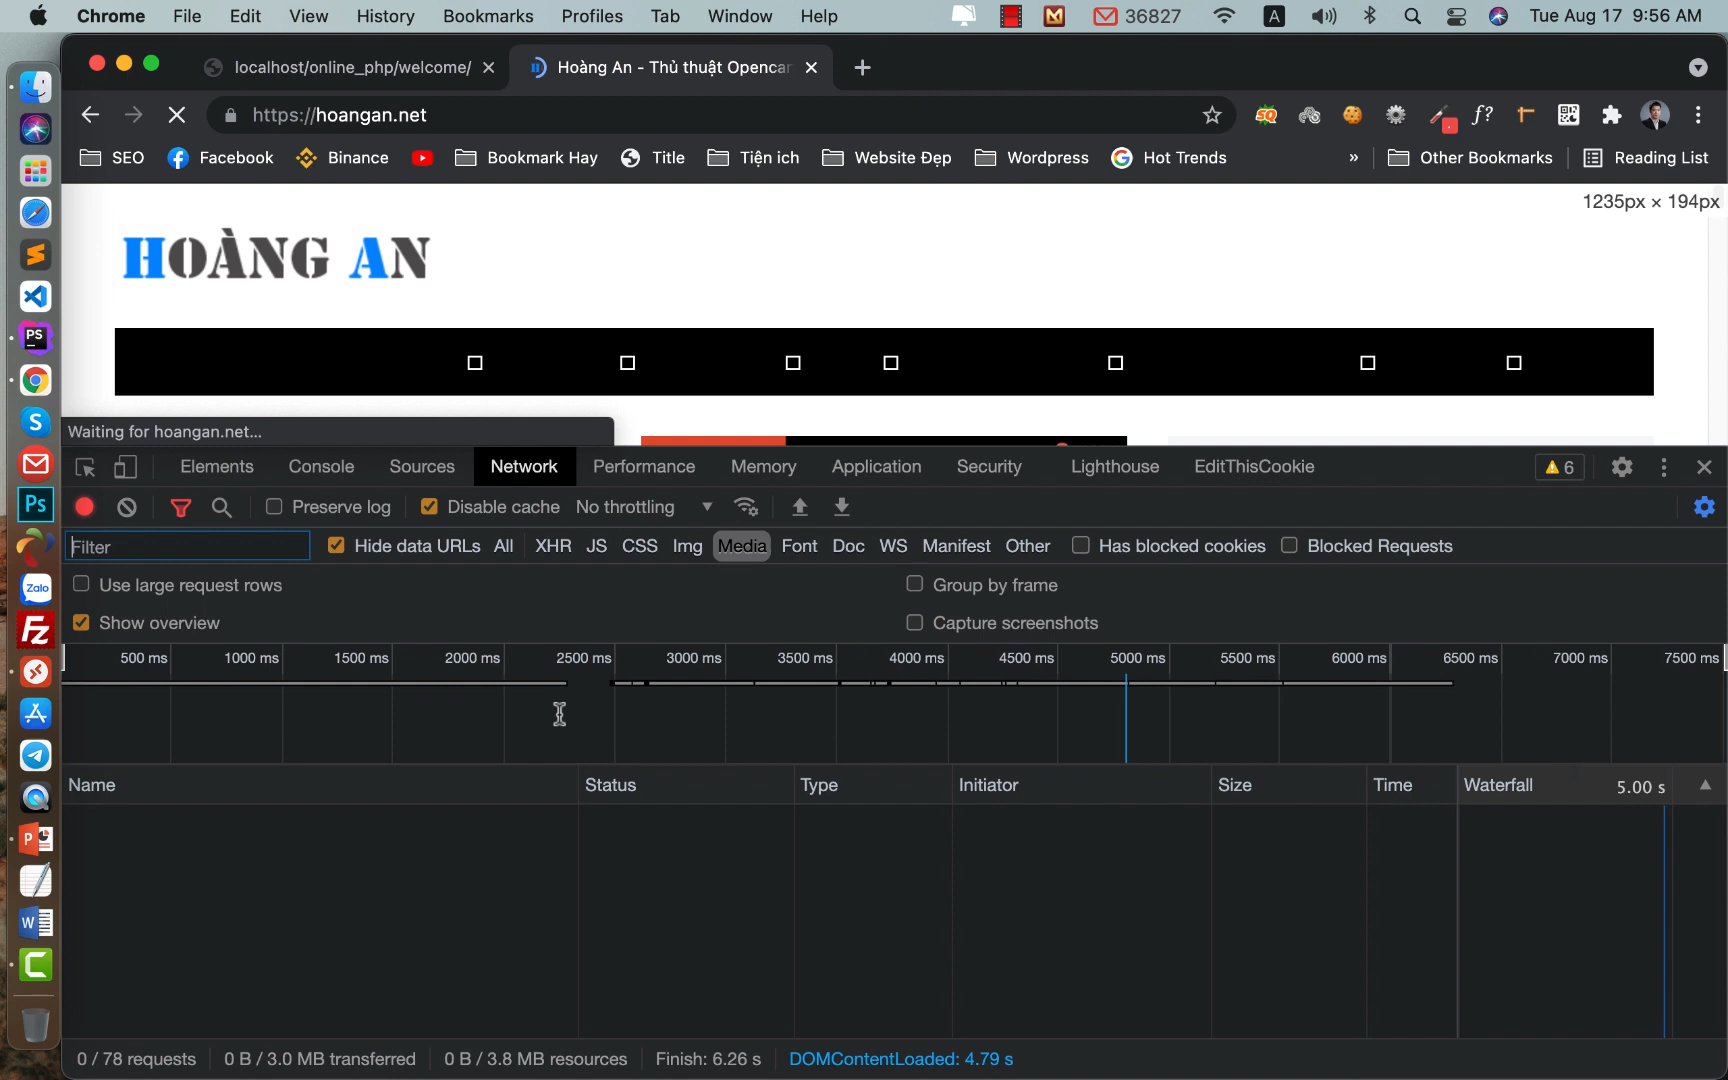 Chrome File Edit View History Bookmarks Profiles Tab Window Help 36827 A Tue Aug 17 9:56 AM
localhost/online_php/welcome/ Hoàng An - Thủ thuật Opencar
https://hoangan.net
SEO Facebook Binance Bookmark Hay Title Tiện ích Website Đẹp Wordpress Hot Trends » Other Bookmarks Reading List
1235px × 194px
HOÀNG AN
Waiting for hoangan.net...
Elements Console Sources Network Performance Memory Application Security Lighthouse EditThisCookie 6
Preserve log Disable cache No throttling
Filter Hide data URLs All XHR JS CSS Img Media Font Doc WS Manifest Other Has blocked cookies Blocked Requests
Use large request rows Group by frame
Show overview Capture screenshots
500 ms 1000 ms 1500 ms 2000 ms 2500 ms 3000 ms 3500 ms 4000 ms 4500 ms 5000 ms 5500 ms 6000 ms 6500 ms 7000 ms 7500 ms
Name Status Type Initiator Size Time Waterfall 5.00 s
0 / 78 requests 0 B / 3.0 MB transferred 0 B / 3.8 MB resources Finish: 6.26 s DOMContentLoaded: 4.79 s
PS
S
Ps
Zalo
Fz
P
W
C